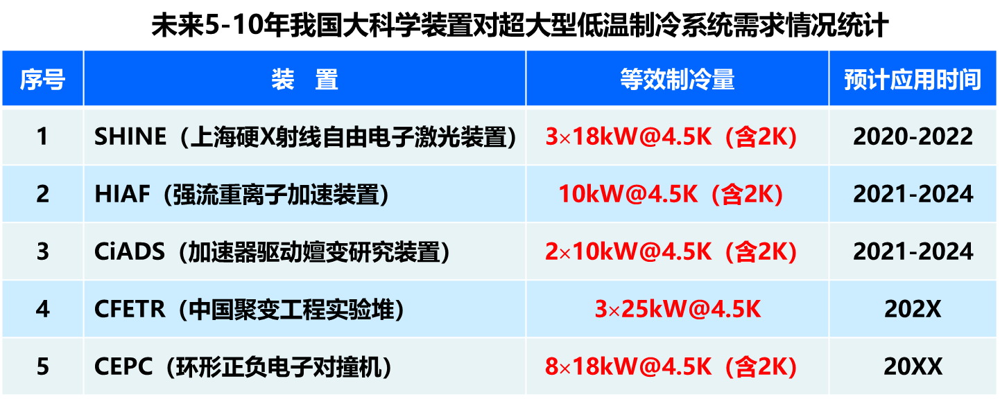 未来5-10年我国大科学装置对超大型低温制冷系统需求情况统计
序号 装 置 等效制冷量 预计应用时间
1 SHINE（上海硬X射线自由电子激光装置） 3×18kW@4.5K（含2K） 2020-2022
2 HIAF（强流重离子加速装置） 10kW@4.5K（含2K） 2021-2024
3 CiADS（加速器驱动嬗变研究装置） 2×10kW@4.5K（含2K） 2021-2024
4 CFETR（中国聚变工程实验堆） 3×25kW@4.5K 202X
5 CEPC（环形正负电子对撞机） 8×18kW@4.5K（含2K） 20XX